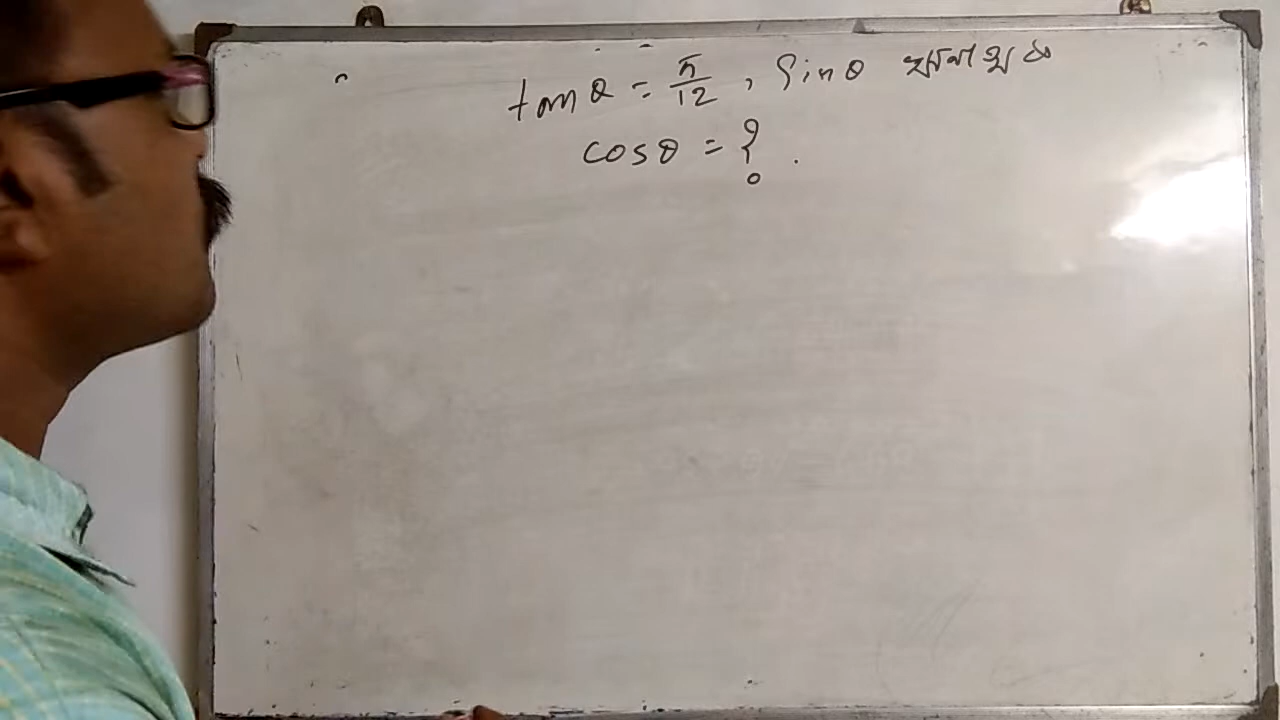 tan θ = 5/12 , Sin θ ঋণাত্মক
cos θ = ?